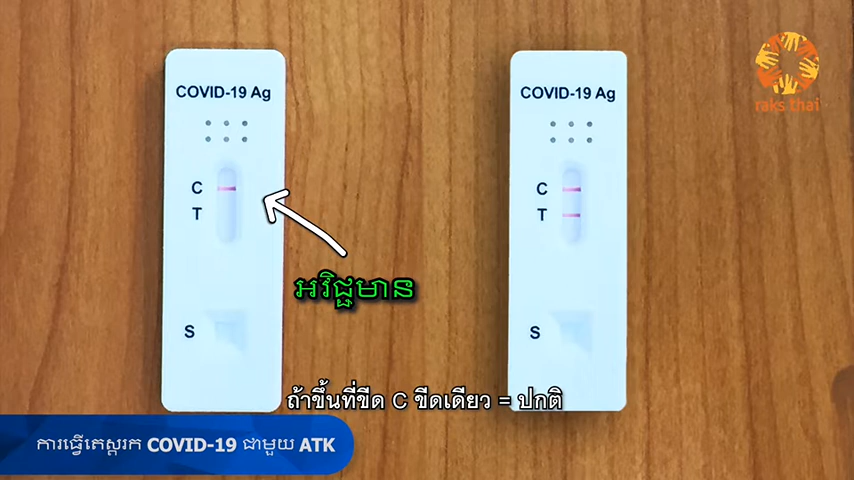 COVID-19 Ag
C
T
S
COVID-19 Ag
C
T
S
raks thai
អវិជ្ជមាន
ถ้าขึ้นที่ขีด C ขีดเดียว = ปกติ
ការធ្វើតេស្តរក COVID-19 ជាមួយ ATK